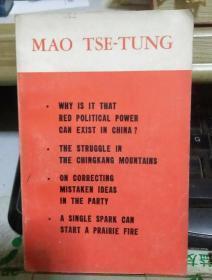 MAO TSE-TUNG
• WHY IS IT THAT
RED POLITICAL POWER
CAN EXIST IN CHINA?
• THE STRUGGLE IN
THE CHINGKANG MOUNTAINS
• ON CORRECTING
MISTAKEN IDEAS
IN THE PARTY
• A SINGLE SPARK CAN
START A PRAIRIE FIRE